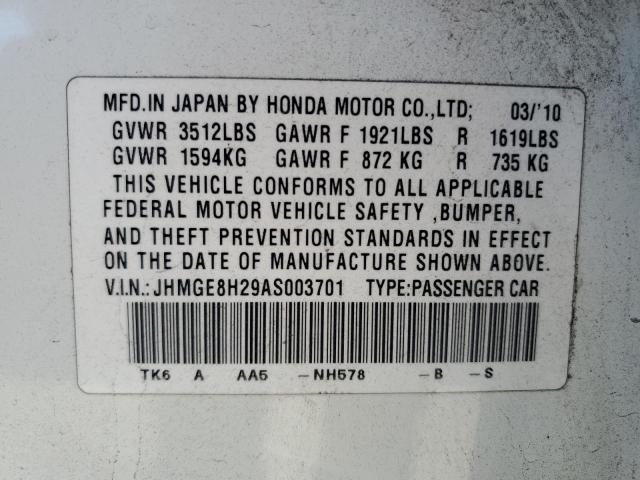 MFD.IN JAPAN BY HONDA MOTOR CO.,LTD; 03/'10
GVWR 3512LBS GAWR F 1921LBS R 1619LBS
GVWR 1594KG GAWR F 872 KG R 735 KG
THIS VEHICLE CONFORMS TO ALL APPLICABLE
FEDERAL MOTOR VEHICLE SAFETY ,BUMPER,
AND THEFT PREVENTION STANDARDS IN EFFECT
ON THE DATE OF MANUFACTURE SHOWN ABOVE.
V.I.N.:JHMGE8H29AS003701 TYPE:PASSENGER CAR
TK6 A AA5 -NH578 -B -S